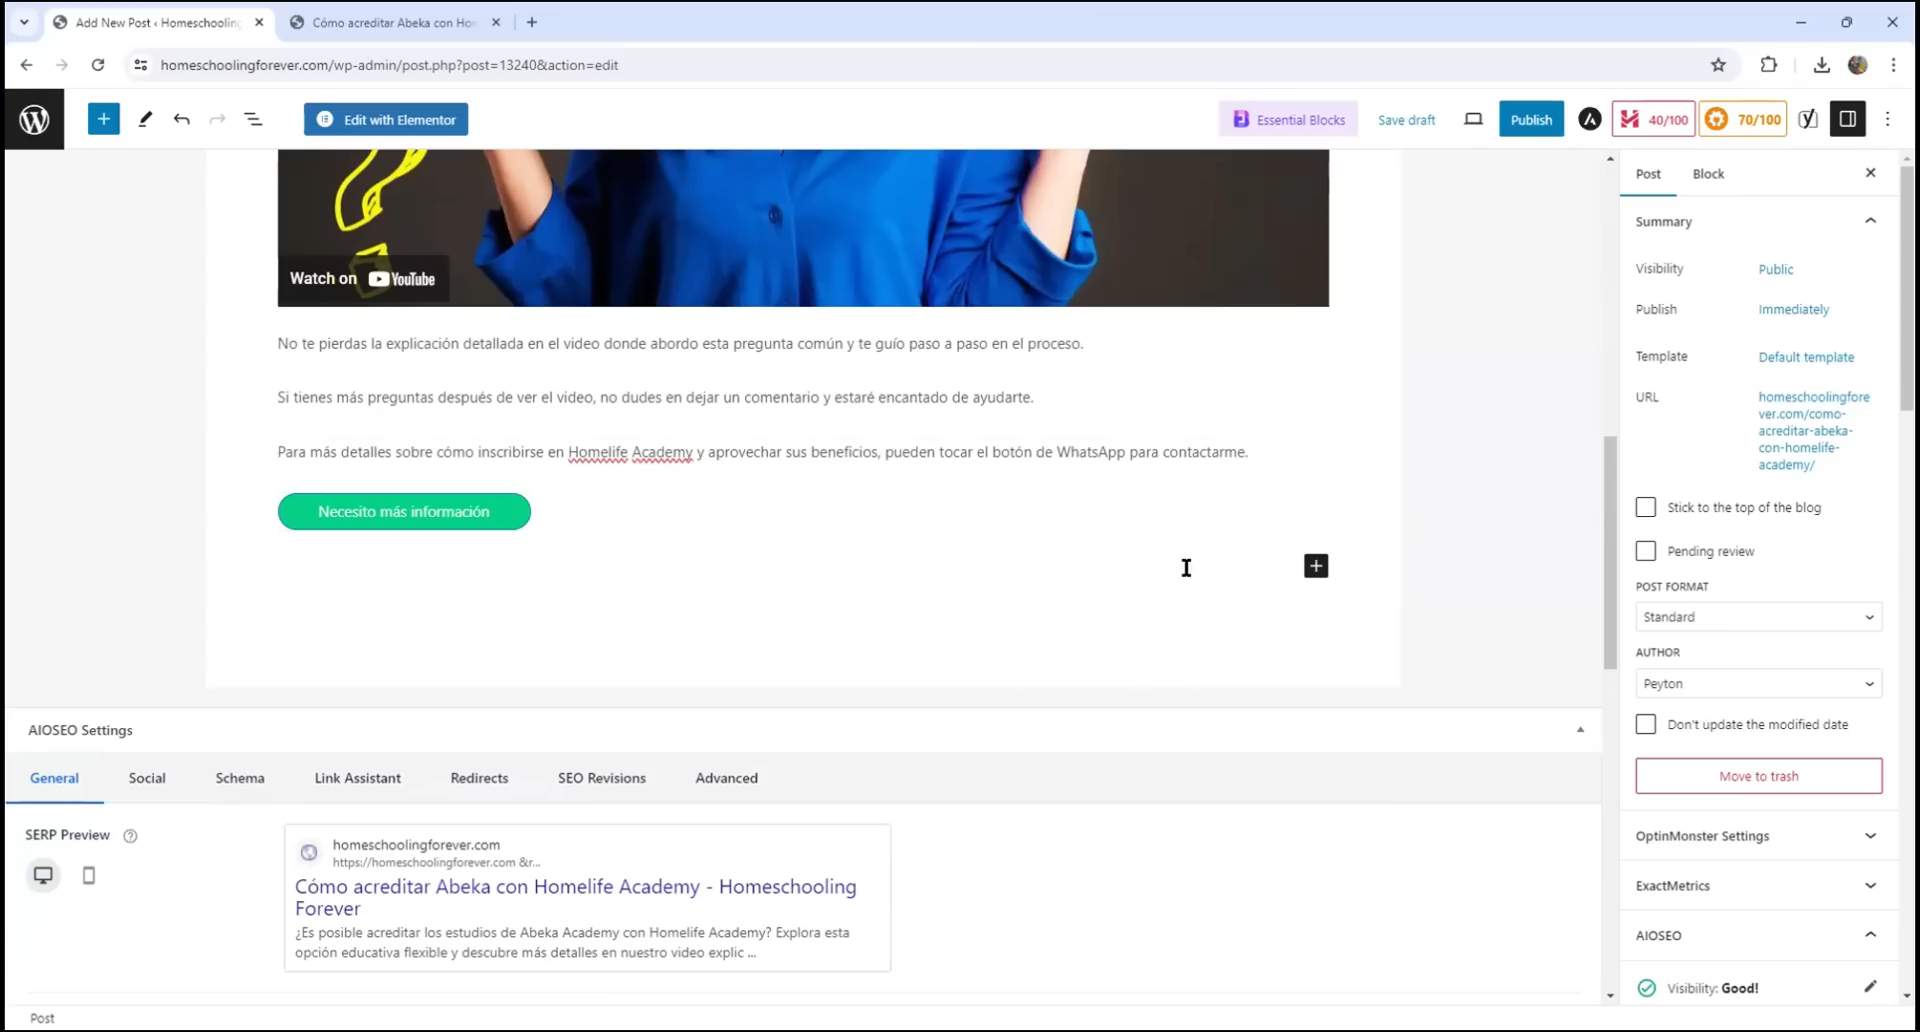 Add New Post ‹ Homeschooling
Cómo acreditar Abeka con Hom
homeschoolingforever.com/wp-admin/post.php?post=13240&action=edit
Edit with Elementor
Essential Blocks
Save draft
Publish
40/100
70/100
Watch on YouTube
No te pierdas la explicación detallada en el video donde abordo esta pregunta común y te guío paso a paso en el proceso.
Si tienes más preguntas después de ver el video, no dudes en dejar un comentario y estaré encantado de ayudarte.
Para más detalles sobre cómo inscribirse en Homelife Academy y aprovechar sus beneficios, pueden tocar el botón de WhatsApp para contactarme.
Necesito más información
AIOSEO Settings
General
Social
Schema
Link Assistant
Redirects
SEO Revisions
Advanced
SERP Preview
homeschoolingforever.com
https://homeschoolingforever.com &r...
Cómo acreditar Abeka con Homelife Academy - Homeschooling
Forever
¿Es posible acreditar los estudios de Abeka Academy con Homelife Academy? Explora esta
opción educativa flexible y descubre más detalles en nuestro video explic ...
Post
Post
Block
Summary
Visibility
Public
Publish
Immediately
Template
Default template
URL
homeschoolingfore
ver.com/como-
acreditar-abeka-
con-homelife-
academy/
Stick to the top of the blog
Pending review
POST FORMAT
Standard
AUTHOR
Peyton
Don't update the modified date
Move to trash
OptinMonster Settings
ExactMetrics
AIOSEO
Visibility: Good!